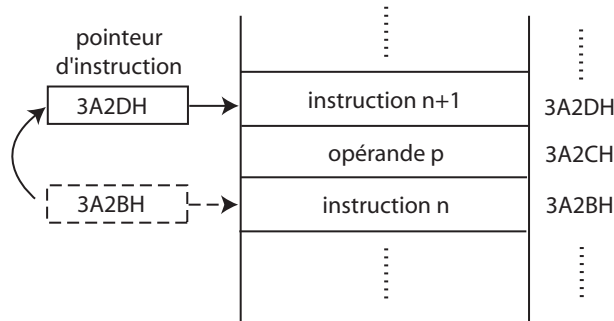 pointeur
d'instruction
3A2DH
instruction n+1
3A2DH
opérande p
3A2CH
3A2BH
instruction n
3A2BH